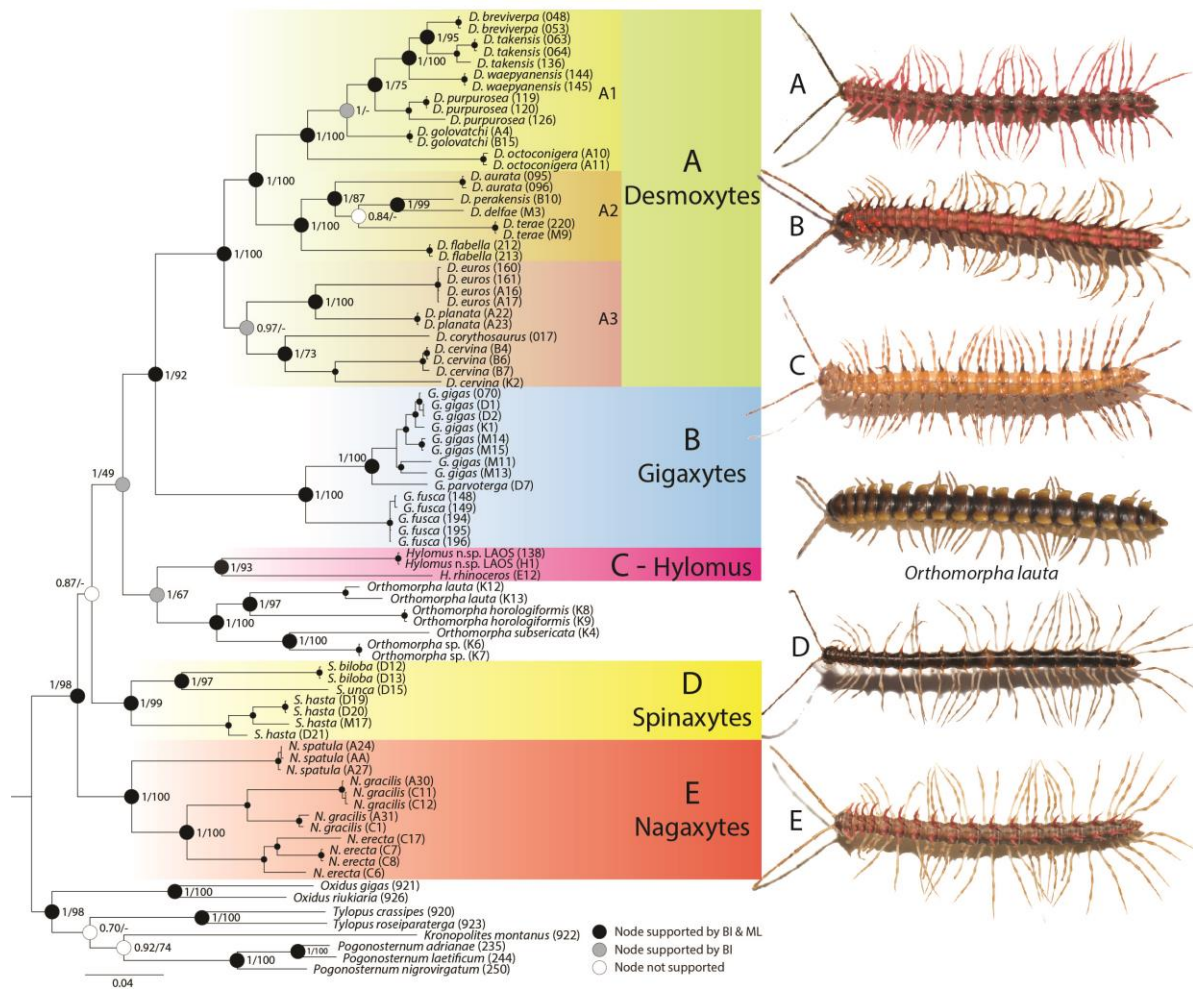 D. breviverpa (048)
D. breviverpa (053)
D. takensis (063)
D. takensis (064)
D. takensis (136)
D. waepyanensis (144)
D. waepyanensis (145)
D. purpurosea (119)
D. purpurosea (120)
D. purpurosea (126)
D. golovatchi (A4)
D. golovatchi (B15)
D. octoconigera (A10)
D. octoconigera (A11)
1/95
1/100
1/75
1/-
1/100
A1
1/100
D. aurata (095)
D. aurata (096)
D. perakensis (B10)
D. delfae (M3)
D. terae (220)
D. terae (M9)
D. flabella (212)
D. flabella (213)
1/87
1/99
0.84/-
1/100
A2
1/100
D. euros (160)
D. euros (161)
D. euros (A16)
D. euros (A17)
D. planata (A22)
D. planata (A23)
D. corythosaurus (017)
D. cervina (B4)
D. cervina (B6)
D. cervina (B7)
D. cervina (K2)
1/100
0.97/-
1/73
A3
A
Desmoxytes
1/92
G. gigas (070)
G. gigas (D1)
G. gigas (D2)
G. gigas (K1)
G. gigas (M14)
G. gigas (M15)
G. gigas (M11)
G. gigas (M13)
G. parvoterga (D7)
G. fusca (148)
G. fusca (149)
G. fusca (194)
G. fusca (195)
G. fusca (196)
1/100
1/100
B
Gigaxytes
1/49
Hylomus n.sp. LAOS (138)
Hylomus n.sp. LAOS (H1)
H. rhinoceros (E12)
1/93
C - Hylomus
0.87/-
1/67
Orthomorpha lauta (K12)
Orthomorpha lauta (K13)
Orthomorpha horologiformis (K8)
Orthomorpha horologiformis (K9)
Orthomorpha subsericata (K4)
Orthomorpha sp. (K6)
Orthomorpha sp. (K7)
1/97
1/100
1/100
1/98
S. biloba (D12)
S. biloba (D13)
S. unca (D15)
S. hasta (D19)
S. hasta (D20)
S. hasta (M17)
S. hasta (D21)
1/97
1/99
D
Spinaxytes
N. spatula (A24)
N. spatula (AA)
N. spatula (A27)
N. gracilis (A30)
N. gracilis (C11)
N. gracilis (C12)
N. gracilis (A31)
N. gracilis (C1)
N. erecta (C17)
N. erecta (C7)
N. erecta (C8)
N. erecta (C6)
1/100
1/100
E
Nagaxytes
Oxidus gigas (921)
Oxidus riukiaria (926)
Tylopus crassipes (920)
Tylopus roseiparaterga (923)
Kronopolites montanus (922)
Pogonosternum adrianae (235)
Pogonosternum laetificum (244)
Pogonosternum nigrovirgatum (250)
1/100
1/98
1/100
0.70/-
0.92/74
1/100
1/100
0.04
Node supported by BI & ML
Node supported by BI
Node not supported
A
B
C
Orthomorpha lauta
D
E